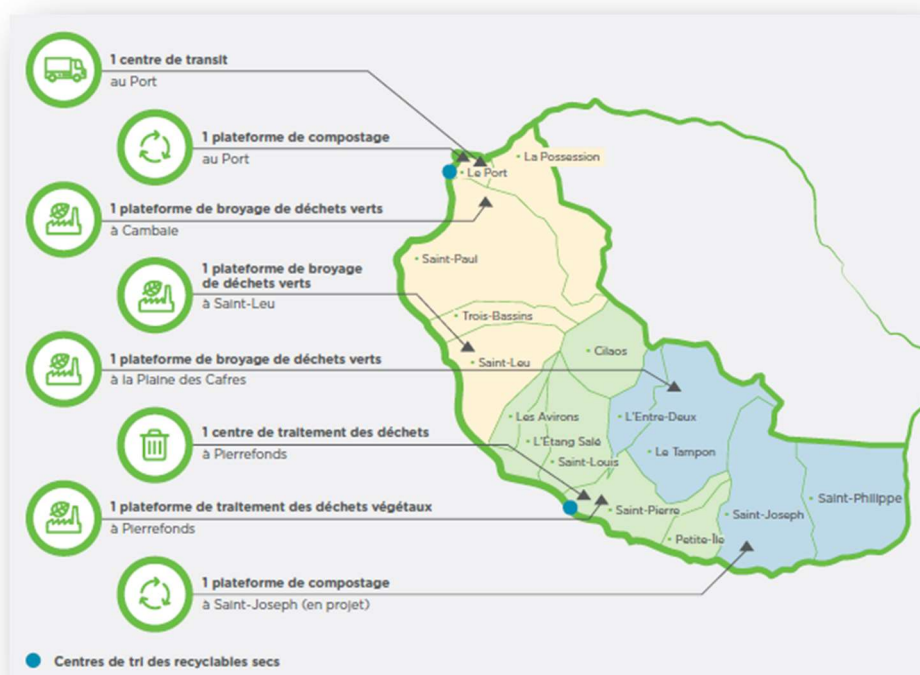 1 centre de transit
au Port
1 plateforme de compostage
au Port
1 plateforme de broyage de déchets verts
à Cambaie
1 plateforme de broyage
de déchets verts
à Saint-Leu
1 plateforme de broyage de déchets verts
à la Plaine des Cafres
1 centre de traitement des déchets
à Pierrefonds
1 plateforme de traitement des déchets végétaux
à Pierrefonds
1 plateforme de compostage
à Saint-Joseph (en projet)
Centres de tri des recyclables secs
La Possession
Le Port
Saint-Paul
Trois-Bassins
Saint-Leu
Cilaos
Les Avirons
L'Entre-Deux
L'Étang Salé
Le Tampon
Saint-Louis
Saint-Philippe
Saint-Pierre
Saint-Joseph
Petite-Île